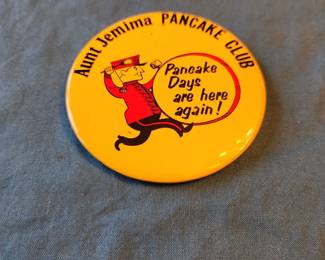 Aunt Jemima PANCAKE CLUB
Pancake
Days
are here
again!